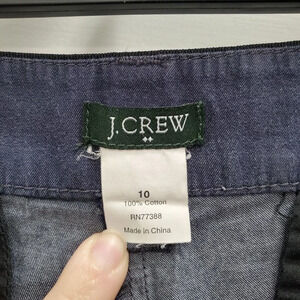 J.CREW
10
100% Cotton
RN77388
Made in China